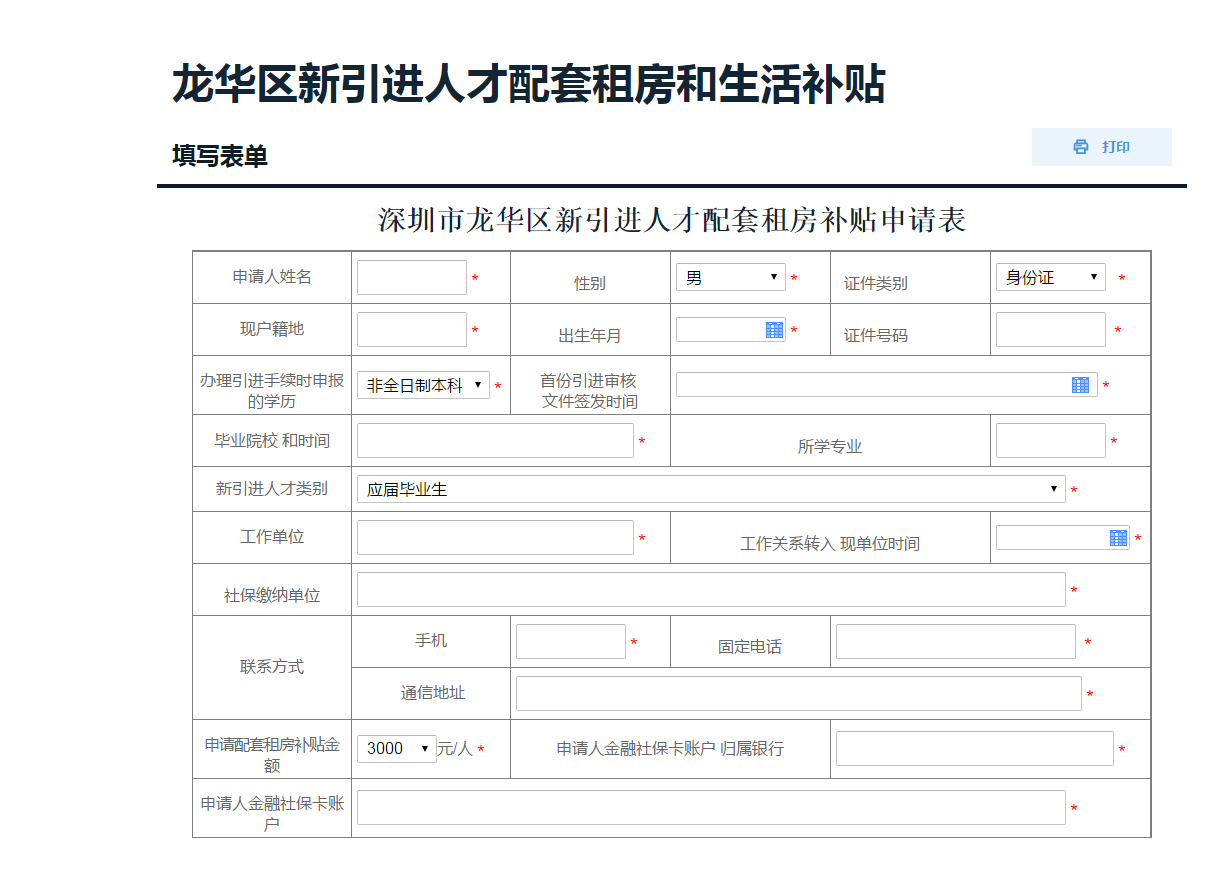 龙华区新引进人才配套租房和生活补贴
填写表单
打印
深圳市龙华区新引进人才配套租房补贴申请表
申请人姓名 * 性别 男 * 证件类别 身份证 *
现户籍地 * 出生年月 * 证件号码 *
办理引进手续时申报
的学历
非全日制本科 *
首份引进审核
文件签发时间
*
毕业院校 和时间 * 所学专业 *
新引进人才类别 应届毕业生 *
工作单位 * 工作关系转入 现单位时间 *
社保缴纳单位 *
联系方式
手机 * 固定电话 *
通信地址 *
申请配套租房补贴金
额
3000 元/人 * 申请人金融社保卡账户 归属银行 *
申请人金融社保卡账
户
*